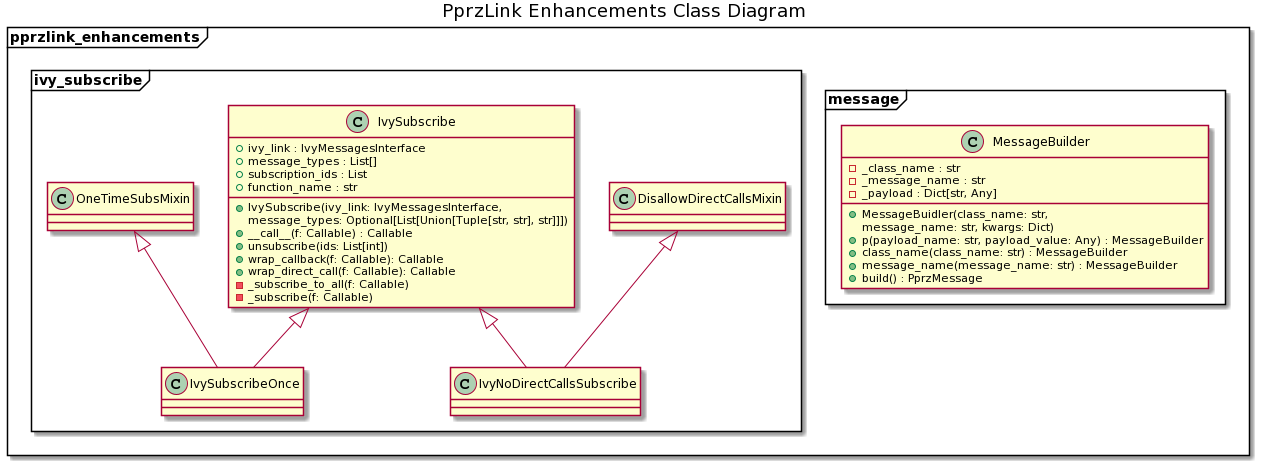 PprzLink Enhancements Class Diagram
pprzlink_enhancements
ivy_subscribe
C IvySubscribe
ivy_link : IvyMessagesInterface
message_types : List[]
subscription_ids : List
function_name : str
IvySubscribe(ivy_link: IvyMessagesInterface,
message_types: Optional[List[Union[Tuple[str, str], str]]])
__call__(f: Callable) : Callable
unsubscribe(ids: List[int])
wrap_callback(f: Callable): Callable
wrap_direct_call(f: Callable): Callable
_subscribe_to_all(f: Callable)
_subscribe(f: Callable)
C OneTimeSubsMixin
C DisallowDirectCallsMixin
C IvySubscribeOnce
C IvyNoDirectCallsSubscribe
message
C MessageBuilder
_class_name : str
_message_name : str
_payload : Dict[str, Any]
MessageBuidler(class_name: str,
message_name: str, kwargs: Dict)
p(payload_name: str, payload_value: Any) : MessageBuilder
class_name(class_name: str) : MessageBuilder
message_name(message_name: str) : MessageBuilder
build() : PprzMessage